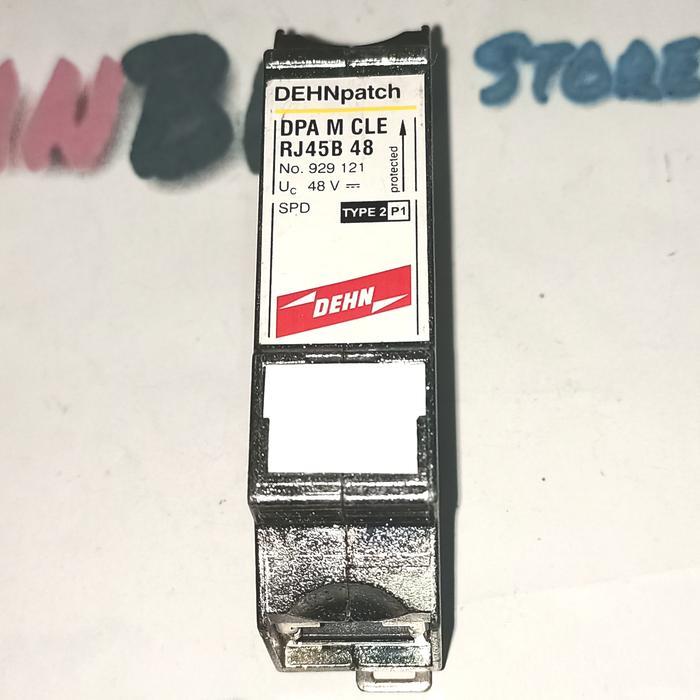 STORE
DEHNpatch
DPA M CLE
RJ45B 48
No. 929 121
Uc 48 V ⎓
SPD TYPE 2 P1
protected
DEHN